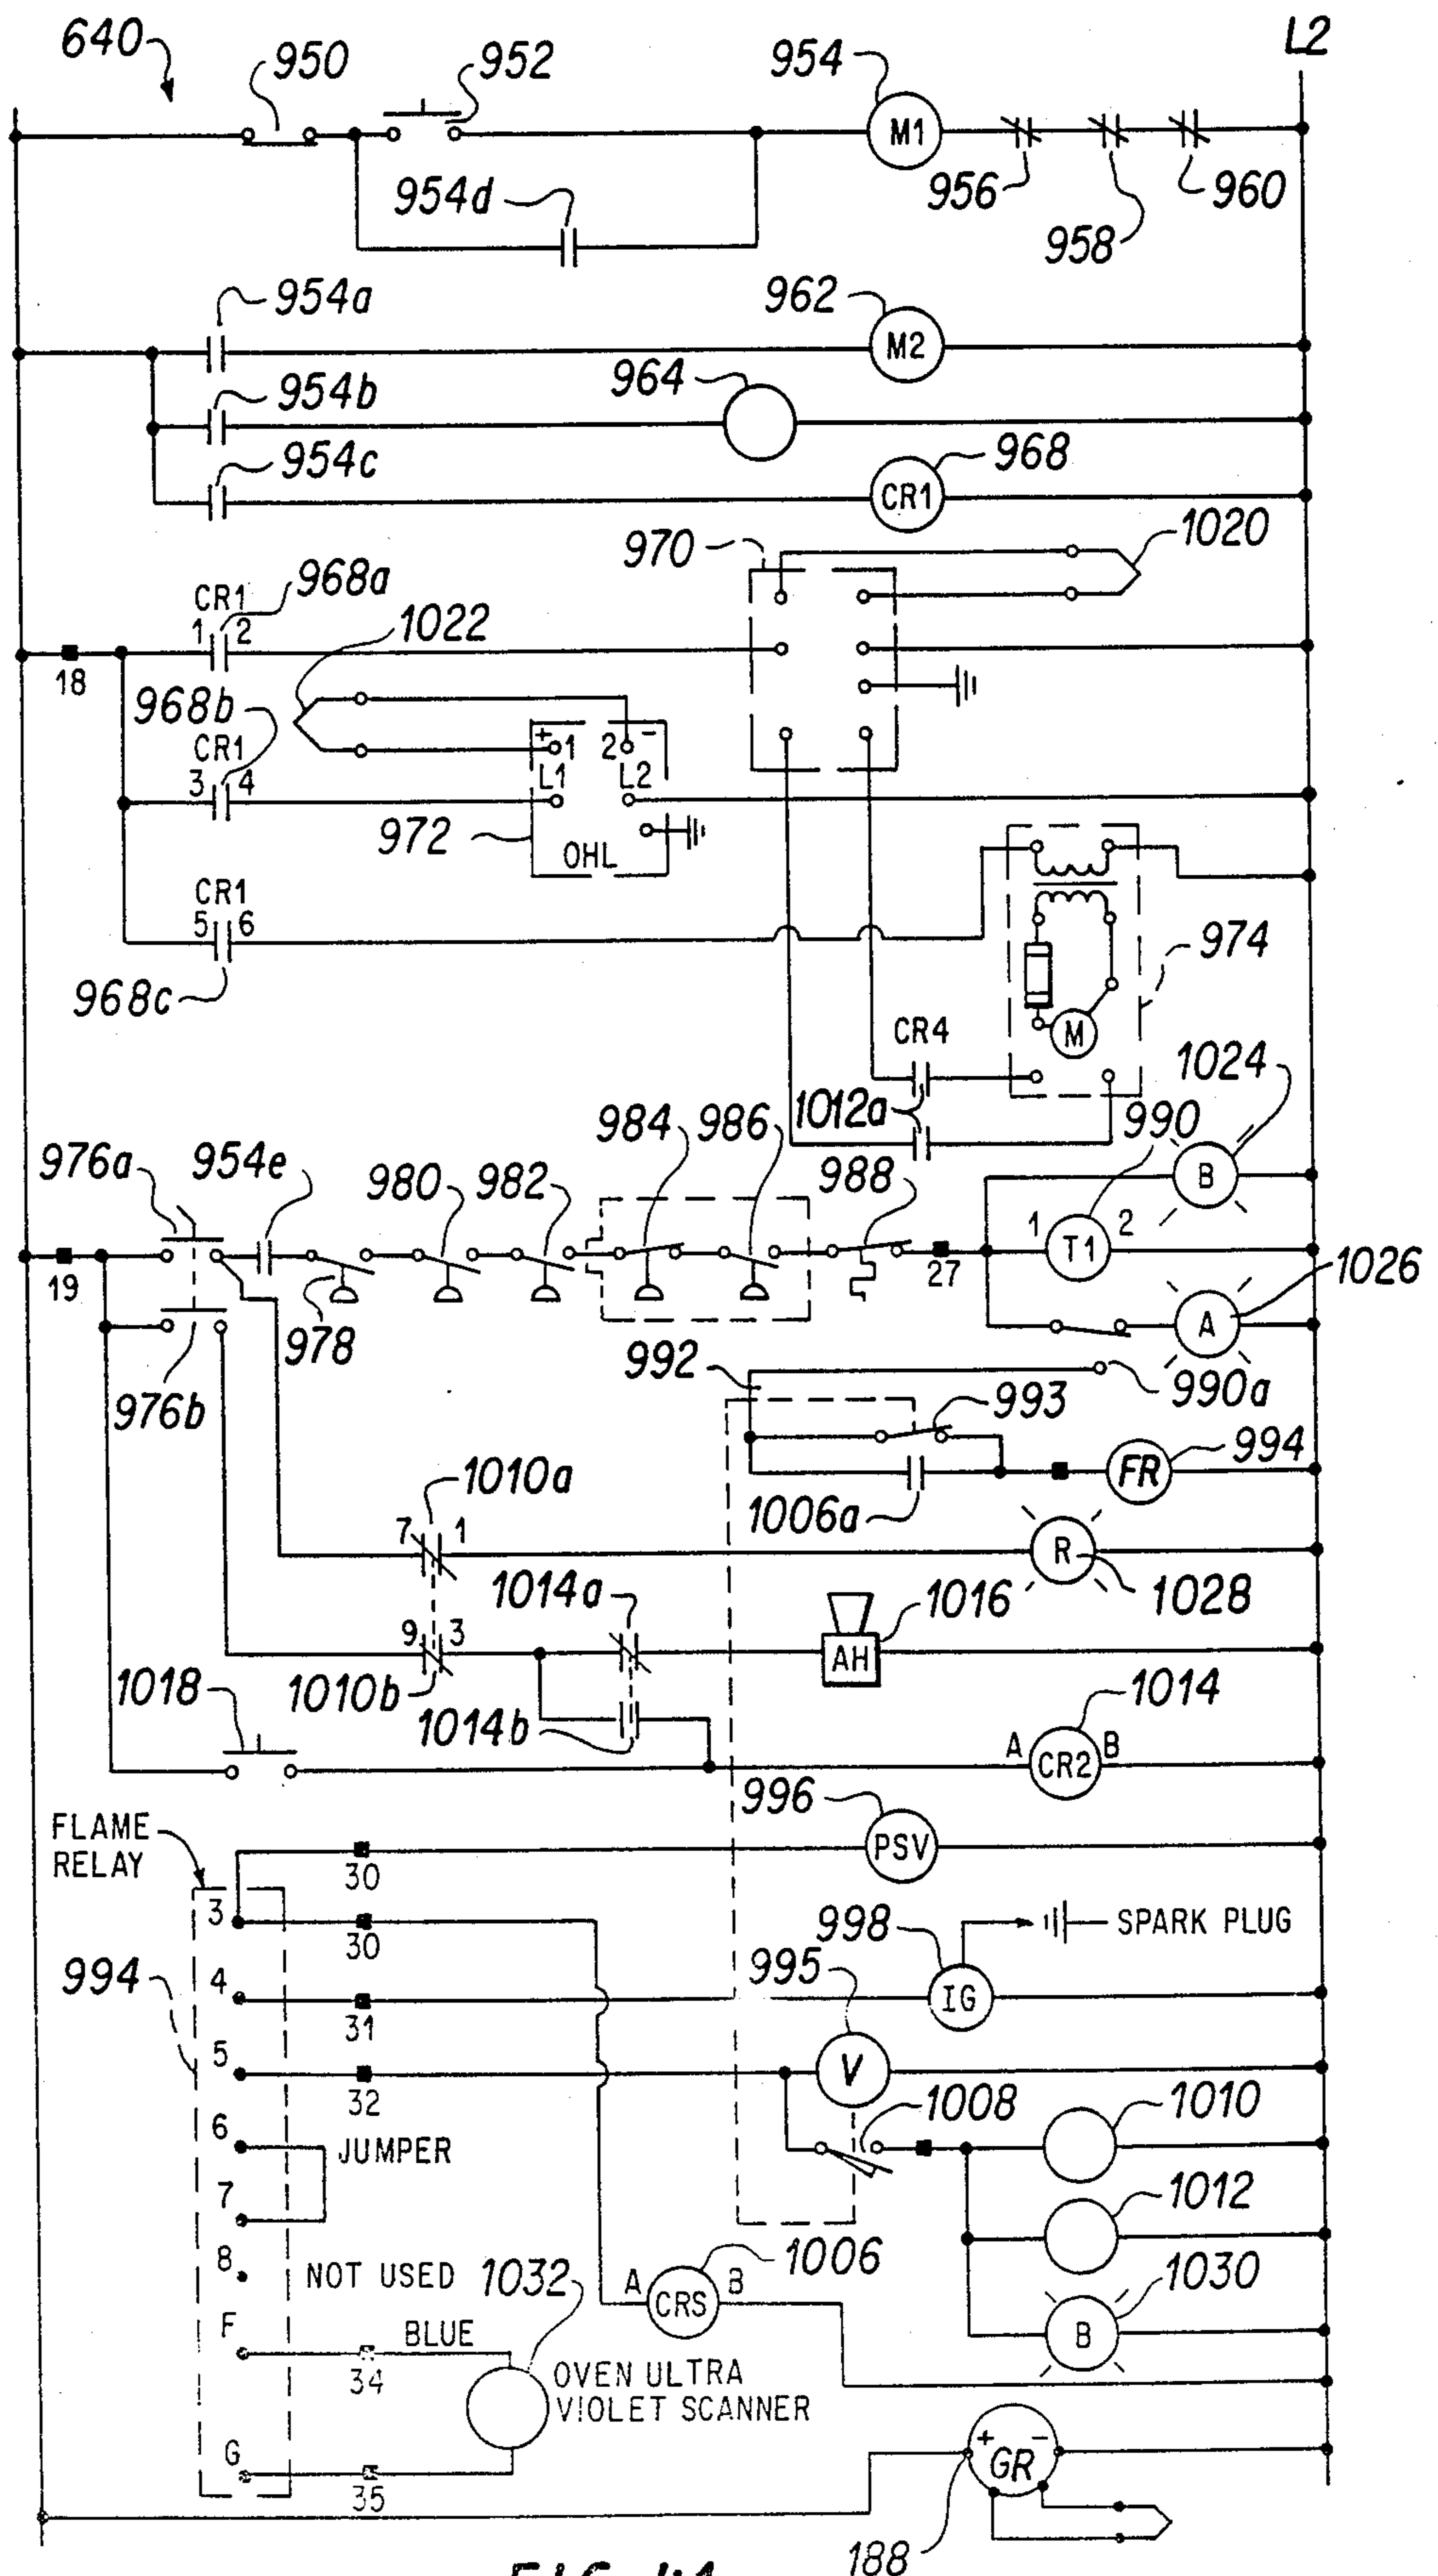 640
950
952
954
L2
M1
956
958
960
954d
954a
962
M2
954b
964
954c
968
CR1
970
1020
968a
CR1
1 2
1022
18
968b
CR1
3 4
+ 1 2 -
L1 L2
972
OHL
CR1
5 6
968c
974
M
CR4
1012a
1024
990
B
976a
954e
980
982
984
986
988
1 T1 2
19
27
1026
A
978
976b
992
990a
993
994
FR
1006a
1010a
7 1
R
1028
1014a
1016
9 3
AH
1010b
1014b
1018
1014
A CR2 B
996
PSV
FLAME
RELAY
30
3
30
SPARK PLUG
998
994
4
31
IG
995
5
32
V
1008
1010
6
JUMPER
7
1012
8
NOT USED
1032
1006
A CRS B
1030
B
F
BLUE
34
OVEN ULTRA
VIOLET SCANNER
G
35
+ -
GR
188